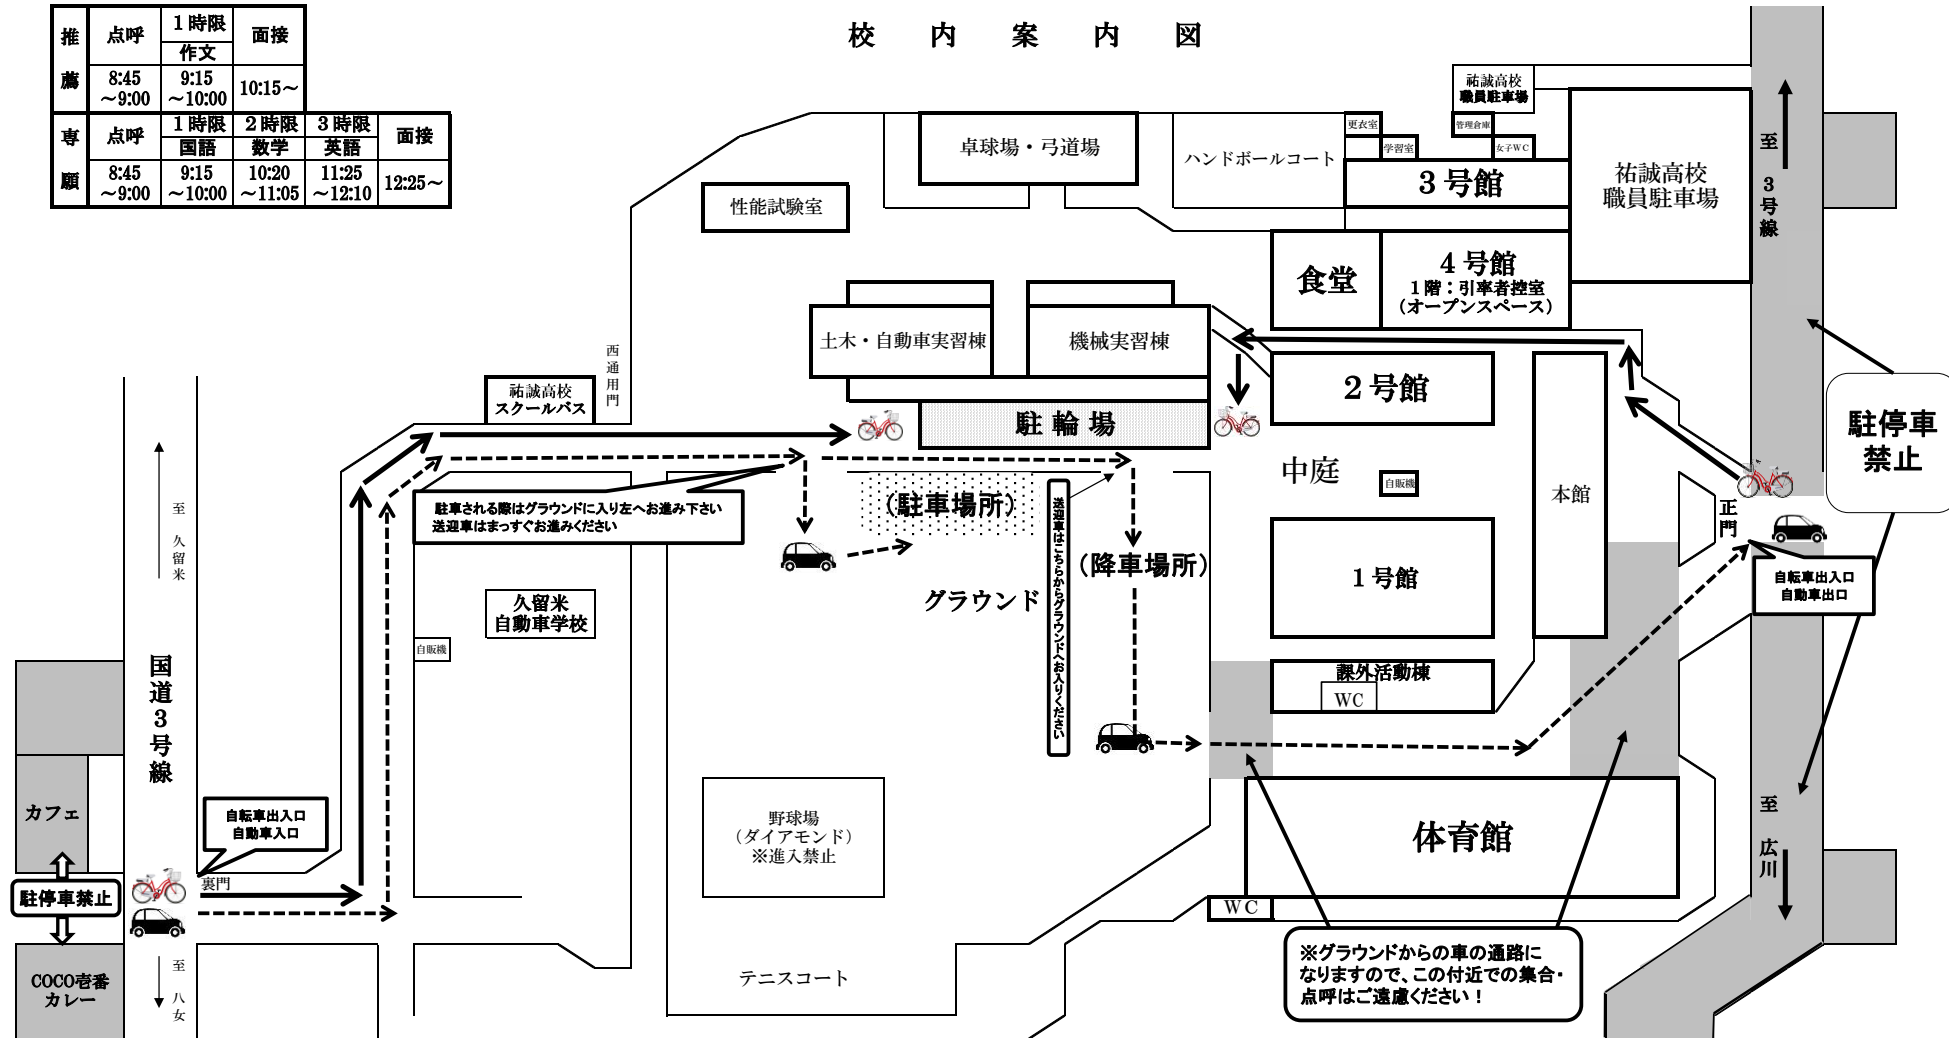 校内案内図
推薦
点呼
1時限
面接
作文
8:45
～9:00
9:15
～10:00
10:15～
専願
点呼
1時限
2時限
3時限
面接
国語
数学
英語
8:45
～9:00
9:15
～10:00
10:20
～11:05
11:25
～12:10
12:25～
祐誠高校
職員駐車場
更衣室
学習室
管理倉庫
女子WC
卓球場・弓道場
ハンドボールコート
3号館
祐誠高校
職員駐車場
至 3号線
性能試験室
食堂
4号館
1階：引率者控室
（オープンスペース）
土木・自動車実習棟
機械実習棟
西通用門
祐誠高校
スクールバス
駐輪場
2号館
駐停車
禁止
中庭
自販機
本館
正門
至 久留米
駐車される際はグラウンドに入り左へお進み下さい
送迎車はまっすぐお進みください
（駐車場所）
送迎車はこちらからグラウンドへお入りください
（降車場所）
グラウンド
1号館
自転車出入口
自動車出口
久留米
自動車学校
自販機
国道3号線
課外活動棟
WC
カフェ
自転車出入口
自動車入口
裏門
駐停車禁止
野球場
（ダイアモンド）
※進入禁止
体育館
WC
至 広川
COCO壱番
カレー
至 八女
テニスコート
※グラウンドからの車の通路に
なりますので、この付近での集合・
点呼はご遠慮ください！